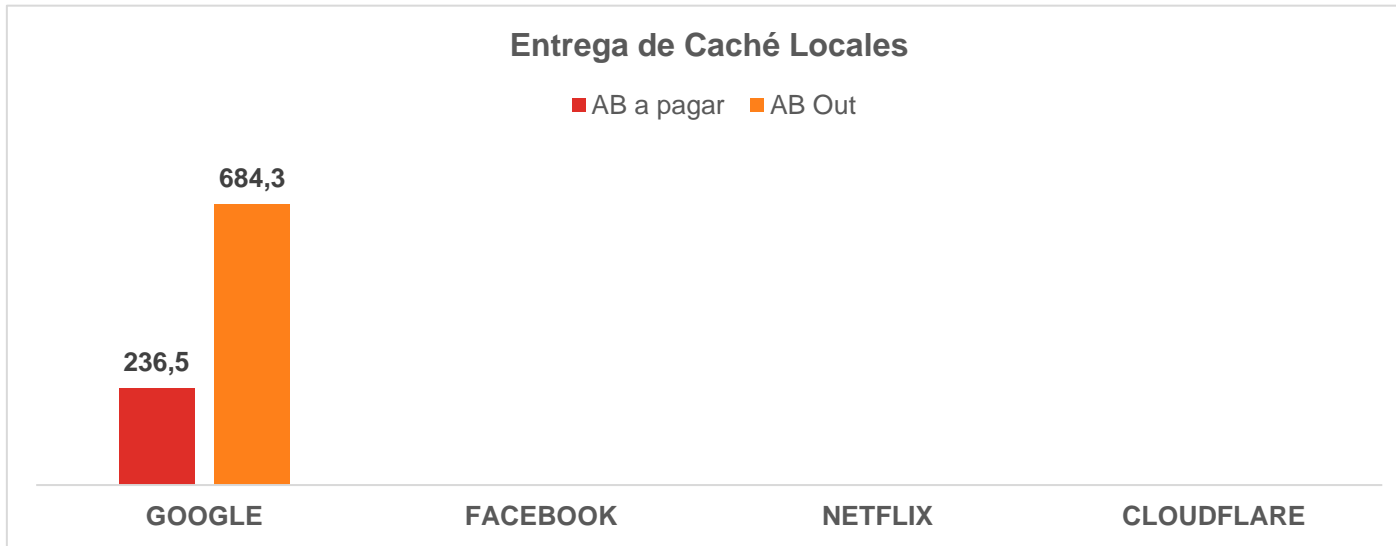 Entrega de Caché Locales
AB a pagar AB Out
684,3
236,5
GOOGLE FACEBOOK NETFLIX CLOUDFLARE